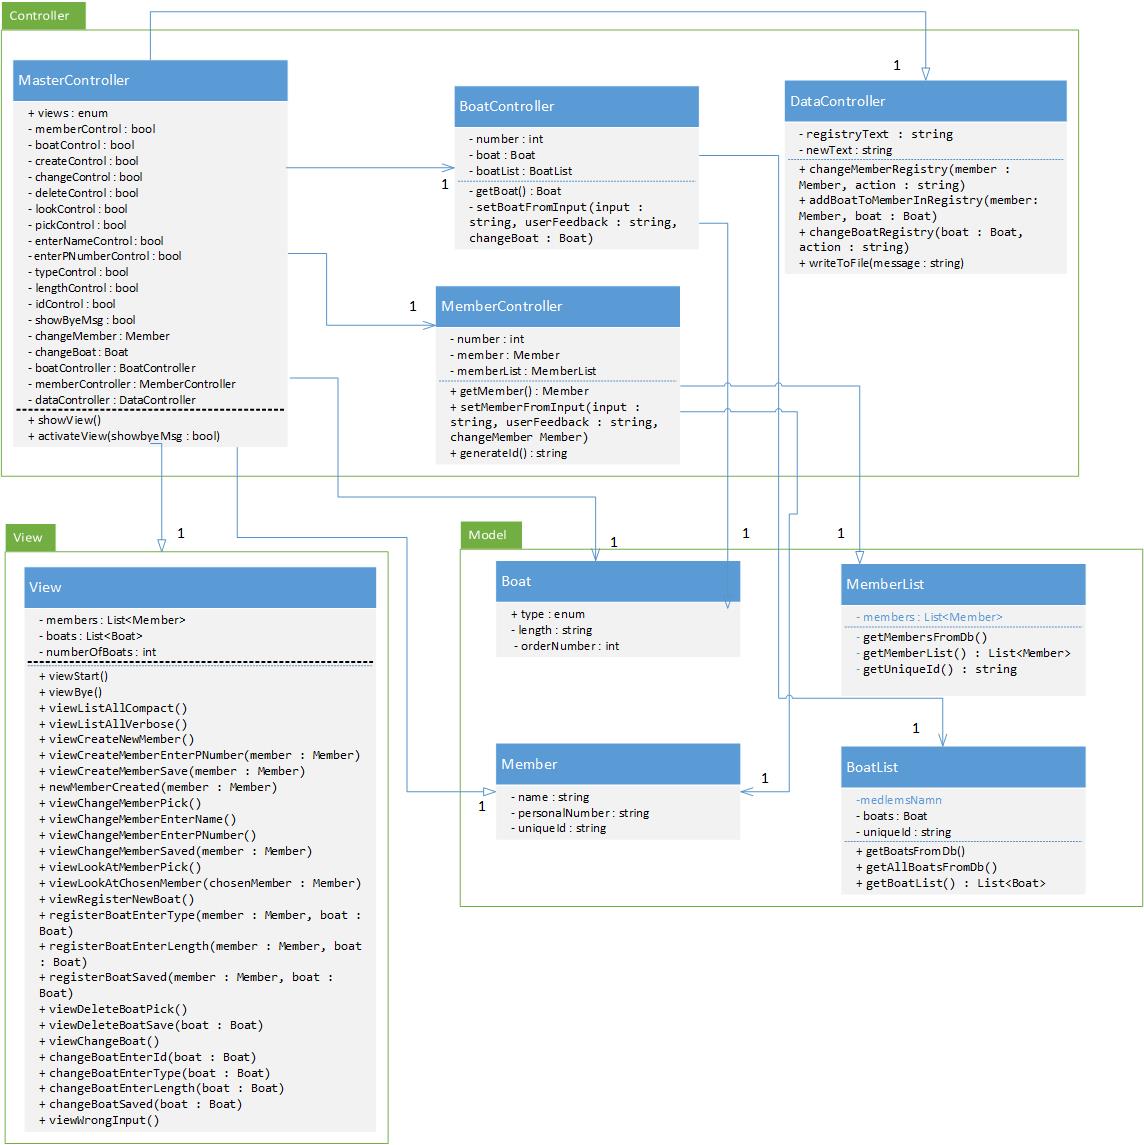 Controller
MasterController
+ views : enum
- memberControl : bool
- boatControl : bool
- createControl : bool
- changeControl : bool
- deleteControl : bool
- lookControl : bool
- pickControl : bool
- enterNameControl : bool
- enterPNumberControl : bool
- typeControl : bool
- lengthControl : bool
- idControl : bool
- showByeMsg : bool
- changeMember : Member
- changeBoat : Boat
- boatController : BoatController
- memberController : MemberController
- dataController : DataController
+ showView()
+ activateView(showbyeMsg : bool)
1
BoatController
- number : int
- boat : Boat
- boatList : BoatList
- getBoat() : Boat
- setBoatFromInput(input :
string, userFeedback : string,
changeBoat : Boat)
1
DataController
- registryText : string
- newText : string
+ changeMemberRegistry(member :
Member, action : string)
+ addBoatToMemberInRegistry(member:
Member, boat : Boat)
+ changeBoatRegistry(boat : Boat,
action : string)
+ writeToFile(message : string)
1
MemberController
- number : int
- member : Member
- memberList : MemberList
+ getMember() : Member
+ setMemberFromInput(input :
string, userFeedback : string,
changeMember Member)
+ generateId() : string
View
1
View
- members : List<Member>
- boats : List<Boat>
- numberOfBoats : int
+ viewStart()
+ viewBye()
+ viewListAllCompact()
+ viewListAllVerbose()
+ viewCreateNewMember()
+ viewCreateMemberEnterPNumber(member : Member)
+ viewCreateMemberSave(member : Member)
+ newMemberCreated(member : Member)
+ viewChangeMemberPick()
+ viewChangeMemberEnterName()
+ viewChangeMemberEnterPNumber()
+ viewChangeMemberSaved(member : Member)
+ viewLookAtMemberPick()
+ viewLookAtChosenMember(chosenMember : Member)
+ viewRegisterNewBoat()
+ registerBoatEnterType(member : Member, boat :
Boat)
+ registerBoatEnterLength(member : Member, boat
: Boat)
+ registerBoatSaved(member : Member, boat :
Boat)
+ viewDeleteBoatPick()
+ viewDeleteBoatSave(boat : Boat)
+ viewChangeBoat()
+ changeBoatEnterId(boat : Boat)
+ changeBoatEnterType(boat : Boat)
+ changeBoatEnterLength(boat : Boat)
+ changeBoatSaved(boat : Boat)
+ viewWrongInput()
Model
1
1
1
Boat
+ type : enum
- length : string
- orderNumber : int
MemberList
- members : List<Member>
- getMembersFromDb()
- getMemberList() : List<Member>
- getUniqueId() : string
1
Member
- name : string
- personalNumber : string
- uniqueId : string
1
1
BoatList
-medlemsNamn
- boats : Boat
- uniqueId : string
+ getBoatsFromDb()
+ getAllBoatsFromDb()
+ getBoatList() : List<Boat>